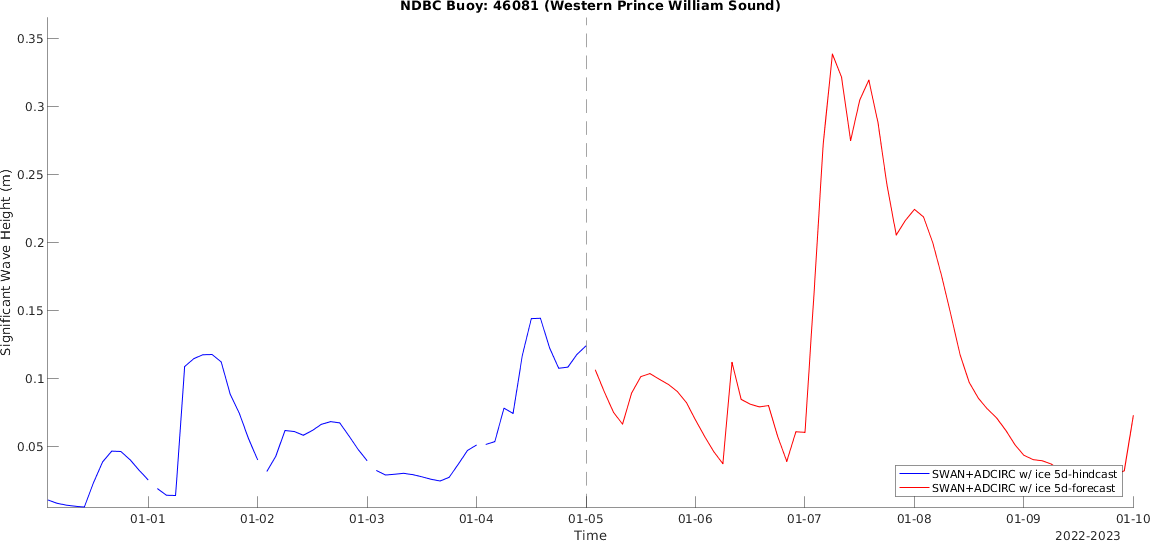 NDBC Buoy: 46081 (Western Prince William Sound)
0.35
0.3
0.25
0.2
0.15
0.1
0.05
Significant Wave Height (m)
SWAN+ADCIRC w/ ice 5d-hindcast
SWAN+ADCIRC w/ ice 5d-forecast
01-01 01-02 01-03 01-04 01-05 01-06 01-07 01-08 01-09 01-10
Time
2022-2023